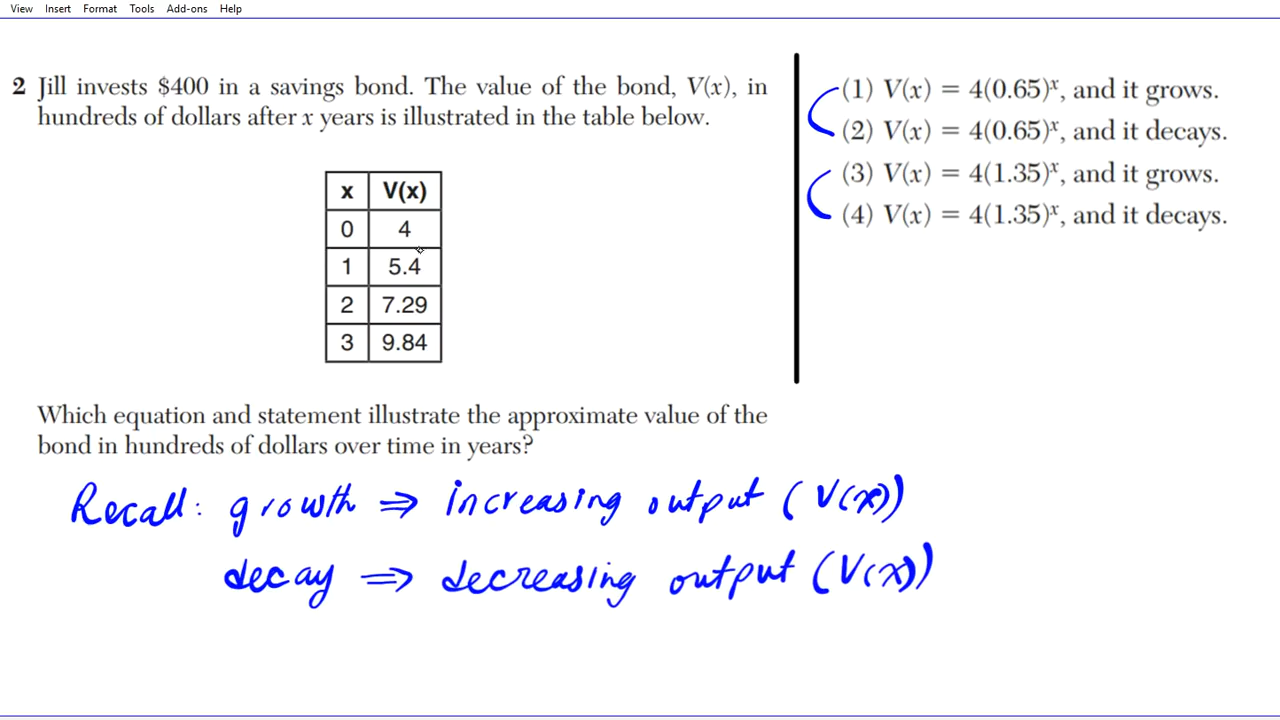 View Insert Format Tools Add-ons Help
2 Jill invests $400 in a savings bond. The value of the bond, V(x), in
hundreds of dollars after x years is illustrated in the table below.
x V(x)
0 4
1 5.4
2 7.29
3 9.84
Which equation and statement illustrate the approximate value of the
bond in hundreds of dollars over time in years?
(1) V(x) = 4(0.65)ˣ, and it grows.
(2) V(x) = 4(0.65)ˣ, and it decays.
(3) V(x) = 4(1.35)ˣ, and it grows.
(4) V(x) = 4(1.35)ˣ, and it decays.
Recall: growth ⇒ increasing output (V(x))
decay ⇒ decreasing output (V(x))